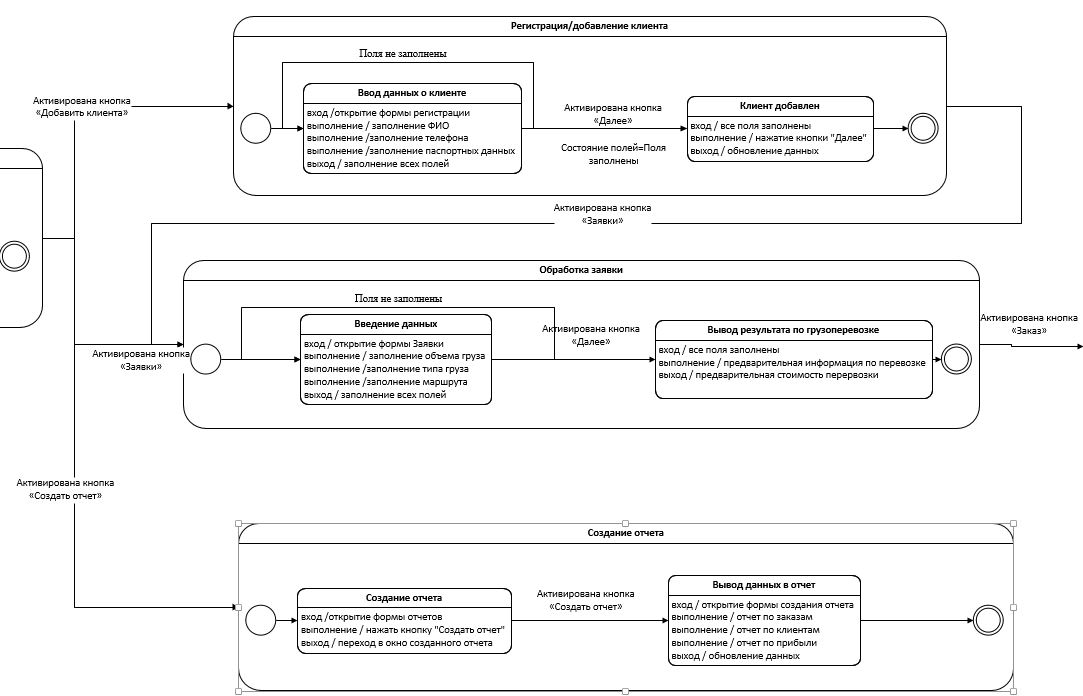 Регистрация/добавление клиента
Поля не заполнены
Активирована кнопка
«Добавить клиента»
Ввод данных о клиенте
вход /открытие формы регистрации
выполнение / заполнение ФИО
выполнение /заполнение телефона
выполнение /заполнение паспортных данных
выход / заполнение всех полей
Активирована кнопка
«Далее»
Состояние полей=Поля
заполнены
Клиент добавлен
вход / все поля заполнены
выполнение / нажатие кнопки "Далее"
выход / обновление данных
Активирована кнопка
«Заявки»
Обработка заявки
Поля не заполнены
Активирована кнопка
«Заявки»
Введение данных
вход / открытие формы Заявки
выполнение / заполнение объема груза
выполнение /заполнение типа груза
выполнение /заполнение маршрута
выход / заполнение всех полей
Активирована кнопка
«Далее»
Вывод результата по грузоперевозке
вход / все поля заполнены
выполнение / предварительная информация по перевозке
выход / предварительная стоимость перервозки
Активирована кнопка
«Заказ»
Активирована кнопка
«Создать отчет»
Создание отчета
Создание отчета
вход /открытие формы отчетов
выполнение / нажать кнопку "Создать отчет"
выход / переход в окно созданного отчета
Активирована кнопка
«Создать отчет»
Вывод данных в отчет
вход / открытие формы создания отчета
выполнение / отчет по заказам
выполнение / отчет по клиентам
выполнение / отчет по прибыли
выход / обновление данных